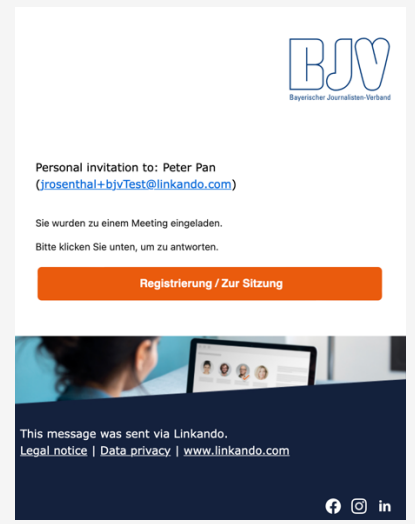 BJV
Bayerischer Journalisten-Verband
Personal invitation to: Peter Pan
(jrosenthal+bjvTest@linkando.com)
Sie wurden zu einem Meeting eingeladen.
Bitte klicken Sie unten, um zu antworten.
Registrierung / Zur Sitzung
This message was sent via Linkando.
Legal notice | Data privacy | www.linkando.com